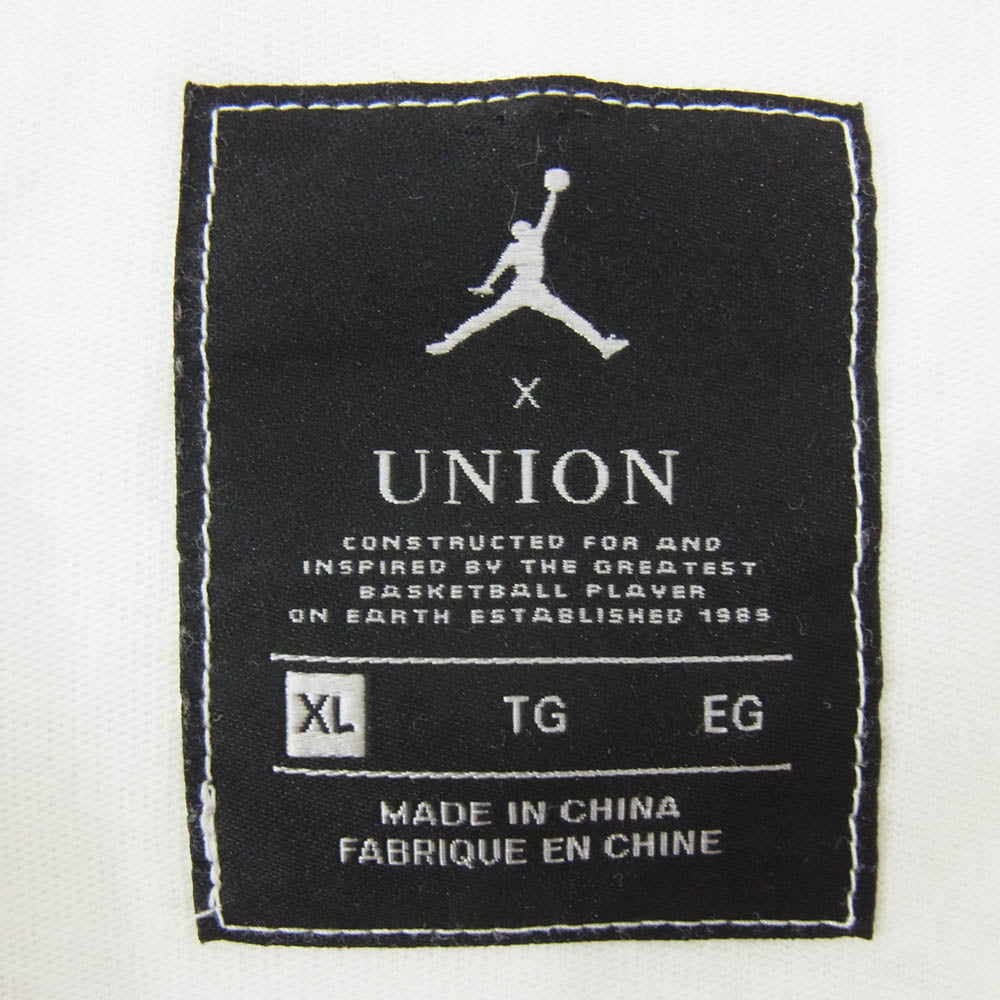 X
UNION
CONSTRUCTED FOR AND
INSPIRED BY THE GREATEST
BASKETBALL PLAYER
ON EARTH ESTABLISHED 1985
XL TG EG
MADE IN CHINA
FABRIQUE EN CHINE